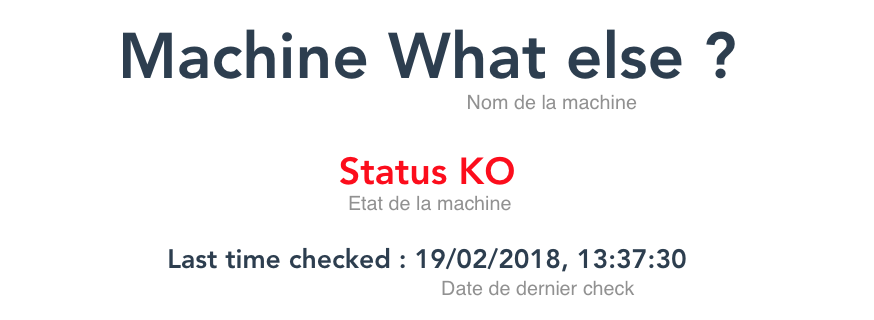 Machine What else ?
Nom de la machine
Status KO
Etat de la machine
Last time checked : 19/02/2018, 13:37:30
Date de dernier check